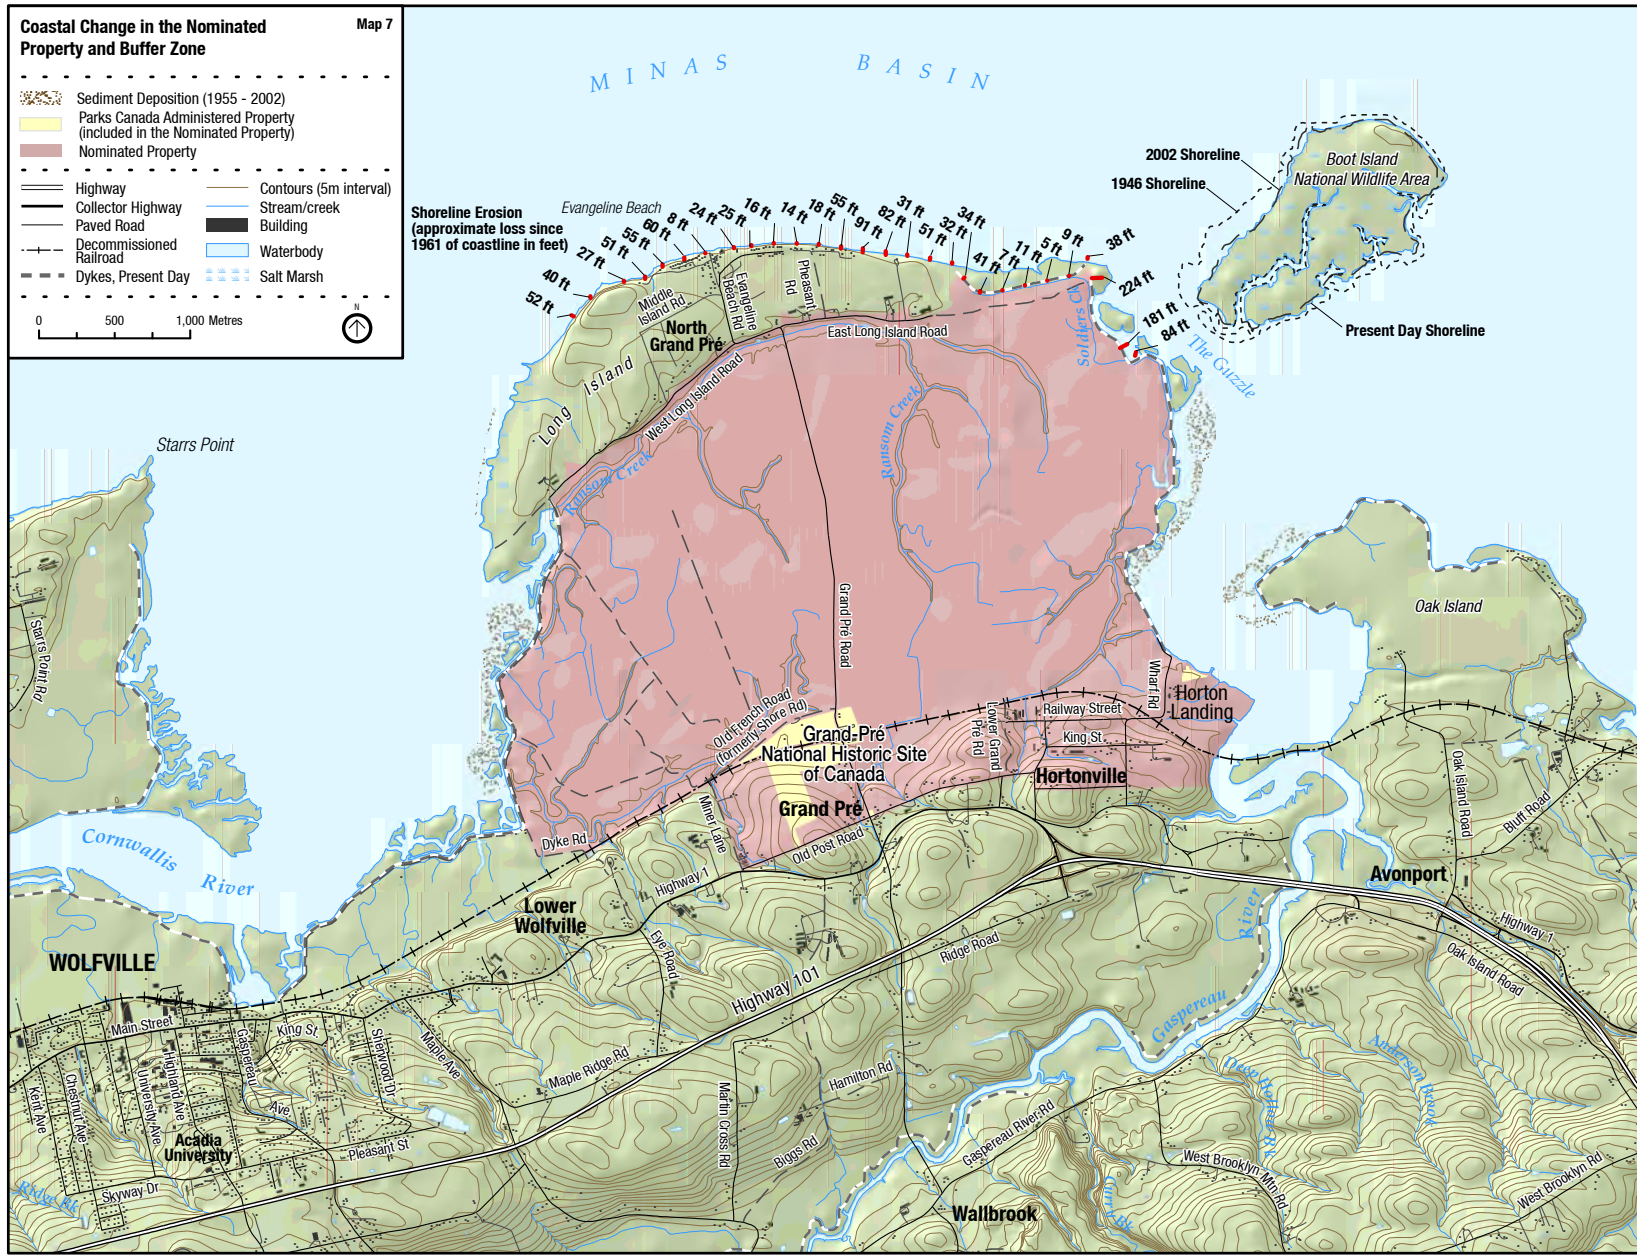 Coastal Change in the Nominated
Property and Buffer Zone
Map 7
Sediment Deposition (1955 - 2002)
Parks Canada Administered Property
(included in the Nominated Property)
Nominated Property
Highway
Collector Highway
Paved Road
Decommissioned
Railroad
Dykes, Present Day
Contours (5m interval)
Stream/creek
Building
Waterbody
Salt Marsh
0 500 1,000 Metres
N
MINAS BASIN
Shoreline Erosion
(approximate loss since
1961 of coastline in feet)
Evangeline Beach
52 ft
40 ft
27 ft
51 ft
55 ft
60 ft
8 ft
24 ft
25 ft
16 ft
14 ft
18 ft
55 ft
91 ft
82 ft
31 ft
51 ft
32 ft
34 ft
41 ft
7 ft
11 ft
5 ft
9 ft
38 ft
224 ft
181 ft
84 ft
2002 Shoreline
1946 Shoreline
Boot Island
National Wildlife Area
Present Day Shoreline
The Guzzle
Soldiers Ck
Middle
Island Rd
Evangeline
Beach Rd
Pheasant
Rd
North
Grand Pré
East Long Island Road
West Long Island Road
Long Island
Ransom Creek
Ransom Creek
Starrs Point
Starrs Point Rd
Grand Pré Road
Oak Island
Wharf Rd
Horton
Landing
Railway Street
King St
Lower Grand
Pré Rd
Hortonville
Old French Road
(formerly Shore Rd)
Grand-Pré
National Historic Site
of Canada
Grand Pré
Old Post Road
Miner Lane
Dyke Rd
Highway 1
Cornwallis
River
Lower
Wolfville
WOLFVILLE
Eye Road
Highway 101
Ridge Road
Oak Island Road
Bluff Road
Avonport
Highway 1
Oak Island Road
Gaspereau
River
Main Street
King St
Gaspereau
Ave
Sherwood Dr
Maple Ave
Maple Ridge Rd
Kent Ave
Chestnut Ave
University Ave
Highland Ave
Acadia
University
Pleasant St
Skyway Dr
Ridge Bk
Martin Cross Rd
Hamilton Rd
Biggs Rd
Gaspereau River Rd
Deep Hollow Bk
Anderson Brook
West Brooklyn Mtn Rd
West Brooklyn Rd
Wallbrook